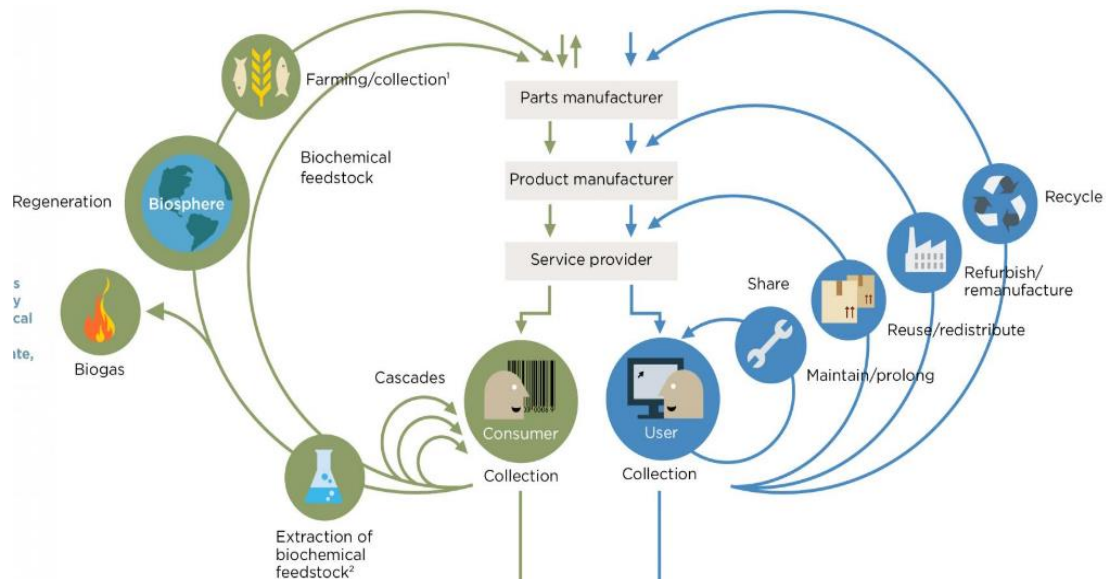 Farming/collection¹
Parts manufacturer
Biochemical
feedstock
Product manufacturer
Recycle
Regeneration
Biosphere
Service provider
Refurbish/
remanufacture
Share
Reuse/redistribute
Biogas
Cascades
Maintain/prolong
Consumer
User
Collection
Collection
Extraction of
biochemical
feedstock²